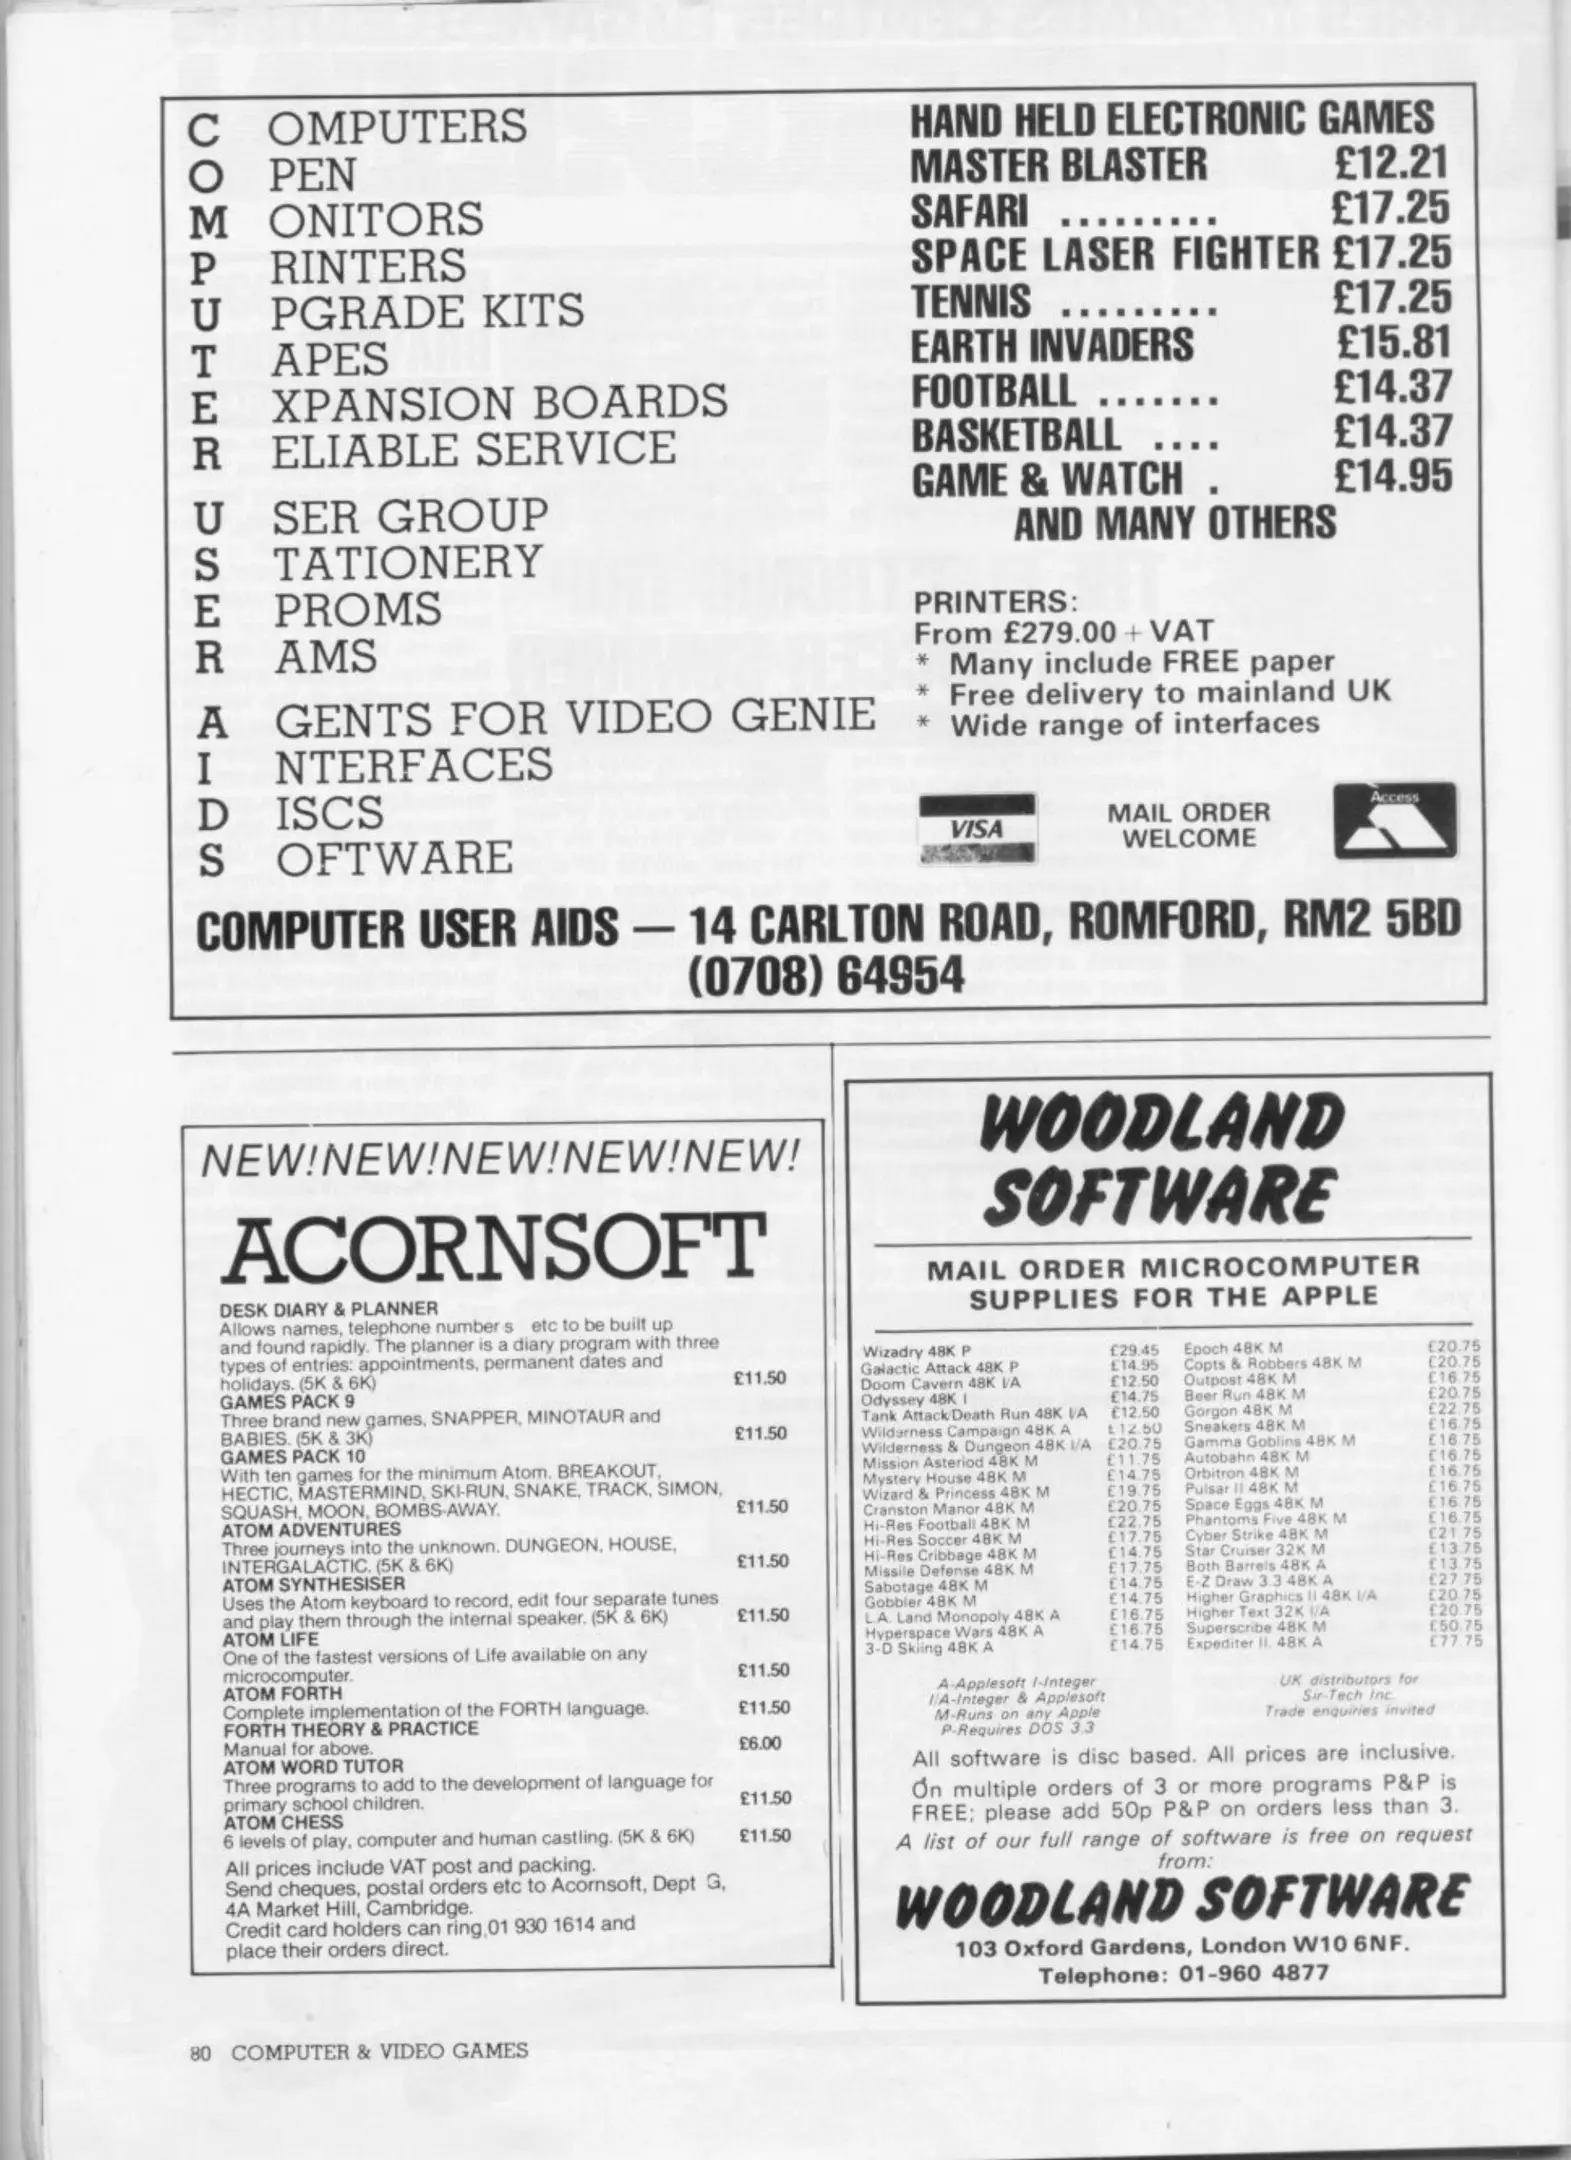 C OMPUTERS
O PEN
M ONITORS
P RINTERS
U PGRADE KITS
T APES
E XPANSION BOARDS
R ELIABLE SERVICE
U SER GROUP
S TATIONERY
E PROMS
R AMS
A GENTS FOR VIDEO GENIE
I NTERFACES
D ISCS
S OFTWARE
HAND HELD ELECTRONIC GAMES
MASTER BLASTER £12.21
SAFARI ......... £17.25
SPACE LASER FIGHTER £17.25
TENNIS ......... £17.25
EARTH INVADERS £15.81
FOOTBALL ....... £14.37
BASKETBALL .... £14.37
GAME & WATCH . £14.95
AND MANY OTHERS
PRINTERS:
From £279.00 + VAT
* Many include FREE paper
* Free delivery to mainland UK
* Wide range of interfaces
VISA
MAIL ORDER
WELCOME
Access
COMPUTER USER AIDS — 14 CARLTON ROAD, ROMFORD, RM2 5BD
(0708) 64954
NEW!NEW!NEW!NEW!NEW!
ACORNSOFT
DESK DIARY & PLANNER
Allows names, telephone number s etc to be built up
and found rapidly. The planner is a diary program with three
types of entries: appointments, permanent dates and
holidays. (5K & 6K) £11.50
GAMES PACK 9
Three brand new games, SNAPPER, MINOTAUR and
BABIES. (5K & 3K) £11.50
GAMES PACK 10
With ten games for the minimum Atom. BREAKOUT,
HECTIC, MASTERMIND, SKI-RUN, SNAKE, TRACK, SIMON,
SQUASH, MOON, BOMBS-AWAY. £11.50
ATOM ADVENTURES
Three journeys into the unknown. DUNGEON, HOUSE,
INTERGALACTIC. (5K & 6K) £11.50
ATOM SYNTHESISER
Uses the Atom keyboard to record, edit four separate tunes
and play them through the internal speaker. (5K & 6K) £11.50
ATOM LIFE
One of the fastest versions of Life available on any
microcomputer. £11.50
ATOM FORTH
Complete implementation of the FORTH language. £11.50
FORTH THEORY & PRACTICE
Manual for above. £6.00
ATOM WORD TUTOR
Three programs to add to the development of language for
primary school children. £11.50
ATOM CHESS
6 levels of play, computer and human castling. (5K & 6K) £11.50
All prices include VAT post and packing.
Send cheques, postal orders etc to Acornsoft, Dept G,
4A Market Hill, Cambridge.
Credit card holders can ring 01 930 1614 and
place their orders direct.
WOODLAND
SOFTWARE
MAIL ORDER MICROCOMPUTER
SUPPLIES FOR THE APPLE
Wizadry 48K P £29.45
Galactic Attack 48K P £14.95
Doom Cavern 48K I/A £12.50
Odyssey 48K I £14.75
Tank Attack/Death Run 48K I/A £12.50
Wilderness Campaign 48K A £12.50
Wilderness & Dungeon 48K I/A £20.75
Mission Asteriod 48K M £11.75
Mystery House 48K M £14.75
Wizard & Princess 48K M £19.75
Cranston Manor 48K M £20.75
Hi-Res Football 48K M £22.75
Hi-Res Soccer 48K M £17.75
Hi-Res Cribbage 48K M £14.75
Missile Defense 48K M £17.75
Sabotage 48K M £14.75
Gobbler 48K M £14.75
L.A. Land Monopoly 48K A £16.75
Hyperspace Wars 48K A £16.75
3-D Skiing 48K A £14.75
Epoch 48K M £20.75
Copts & Robbers 48K M £20.75
Outpost 48K M £16.75
Beer Run 48K M £20.75
Gorgon 48K M £22.75
Sneakers 48K M £16.75
Gamma Goblins 48K M £16.75
Autobahn 48K M £16.75
Orbitron 48K M £16.75
Pulsar II 48K M £16.75
Space Eggs 48K M £16.75
Phantoms Five 48K M £16.75
Cyber Strike 48K M £21.75
Star Cruiser 32K M £13.75
Both Barrels 48K A £13.75
E-Z Draw 3.3 48K A £27.75
Higher Graphics II 48K I/A £20.75
Higher Text 32K I/A £20.75
Superscribe 48K M £50.75
Expediter II. 48K A £77.75
A-Applesoft I-Integer
I/A-Integer & Applesoft
M-Runs on any Apple
P-Requires DOS 3.3
UK distributors for
Sir-Tech Inc.
Trade enquiries invited
All software is disc based. All prices are inclusive.
On multiple orders of 3 or more programs P&P is
FREE; please add 50p P&P on orders less than 3.
A list of our full range of software is free on request
from:
WOODLAND SOFTWARE
103 Oxford Gardens, London W10 6NF.
Telephone: 01-960 4877
80 COMPUTER & VIDEO GAMES